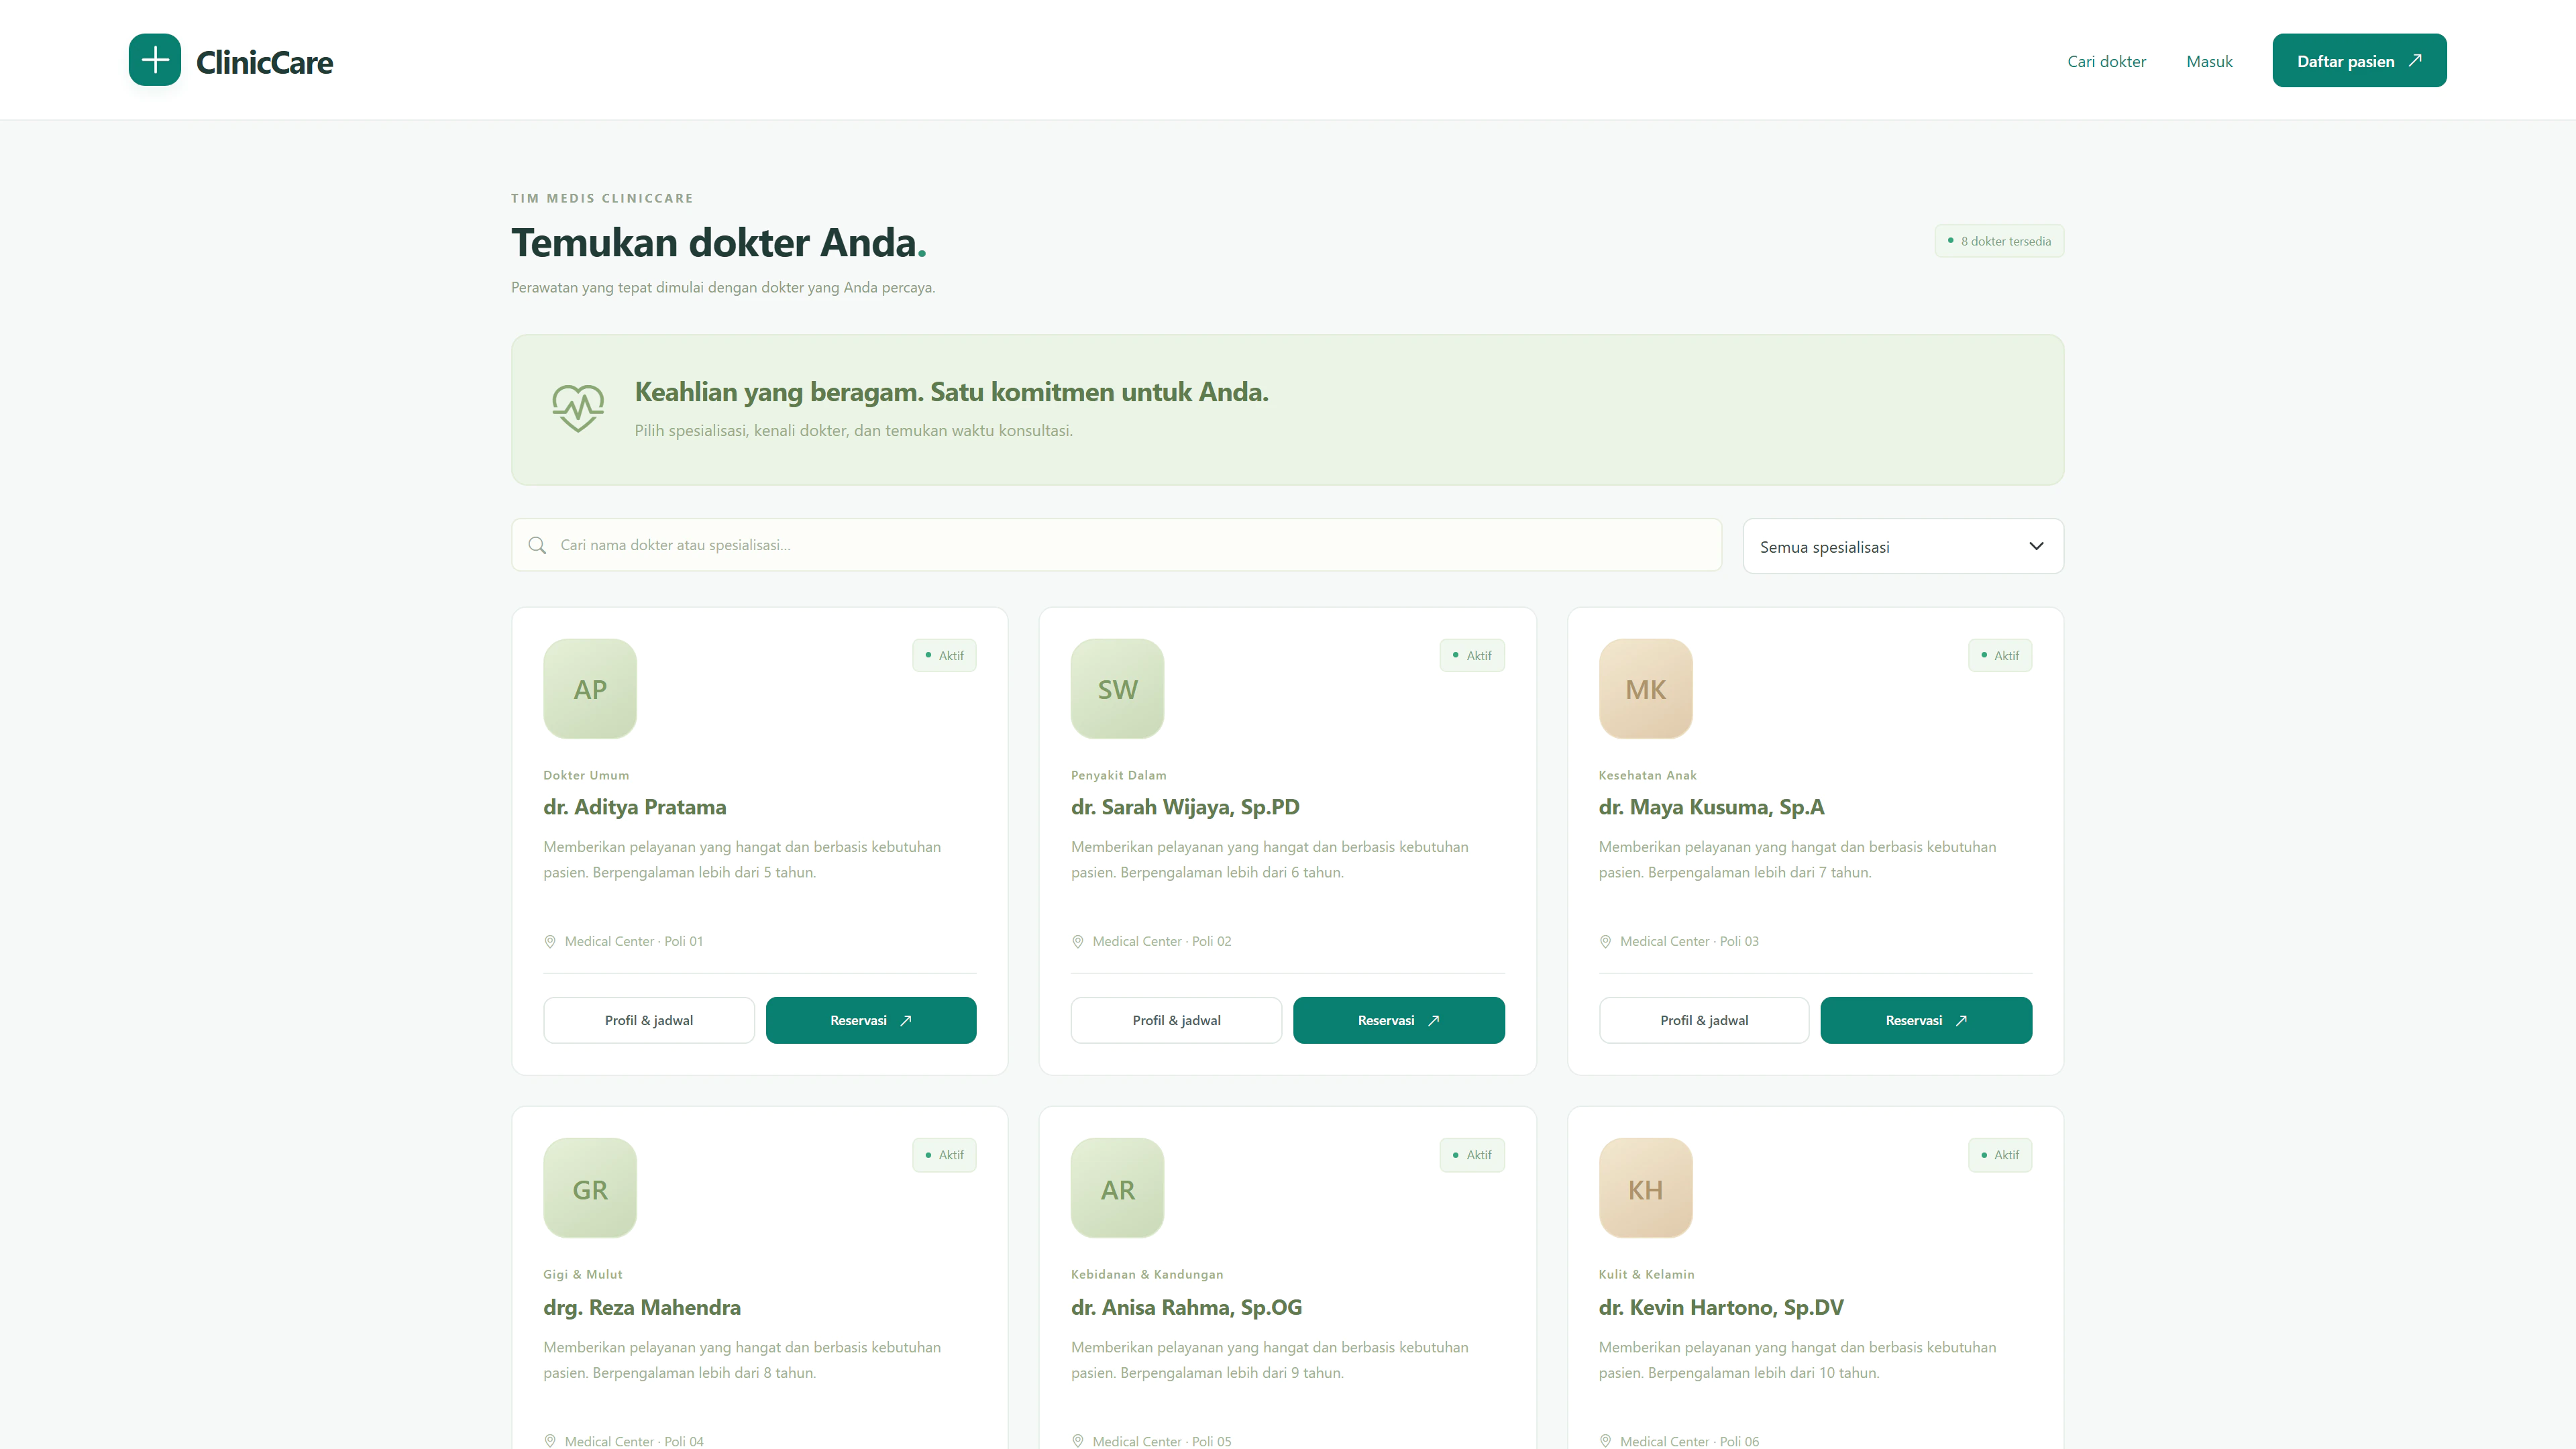 ClinicCare
Cari dokter
Masuk
Daftar pasien
TIM MEDIS CLINICCARE
Temukan dokter Anda.
8 dokter tersedia
Perawatan yang tepat dimulai dengan dokter yang Anda percaya.
Keahlian yang beragam. Satu komitmen untuk Anda.
Pilih spesialisasi, kenali dokter, dan temukan waktu konsultasi.
Cari nama dokter atau spesialisasi...
Semua spesialisasi
AP
Aktif
Dokter Umum
dr. Aditya Pratama
Memberikan pelayanan yang hangat dan berbasis kebutuhan
pasien. Berpengalaman lebih dari 5 tahun.
Medical Center · Poli 01
Profil & jadwal
Reservasi
SW
Aktif
Penyakit Dalam
dr. Sarah Wijaya, Sp.PD
Memberikan pelayanan yang hangat dan berbasis kebutuhan
pasien. Berpengalaman lebih dari 6 tahun.
Medical Center · Poli 02
Profil & jadwal
Reservasi
MK
Aktif
Kesehatan Anak
dr. Maya Kusuma, Sp.A
Memberikan pelayanan yang hangat dan berbasis kebutuhan
pasien. Berpengalaman lebih dari 7 tahun.
Medical Center · Poli 03
Profil & jadwal
Reservasi
GR
Aktif
Gigi & Mulut
drg. Reza Mahendra
Memberikan pelayanan yang hangat dan berbasis kebutuhan
pasien. Berpengalaman lebih dari 8 tahun.
Medical Center · Poli 04
AR
Aktif
Kebidanan & Kandungan
dr. Anisa Rahma, Sp.OG
Memberikan pelayanan yang hangat dan berbasis kebutuhan
pasien. Berpengalaman lebih dari 9 tahun.
Medical Center · Poli 05
KH
Aktif
Kulit & Kelamin
dr. Kevin Hartono, Sp.DV
Memberikan pelayanan yang hangat dan berbasis kebutuhan
pasien. Berpengalaman lebih dari 10 tahun.
Medical Center · Poli 06